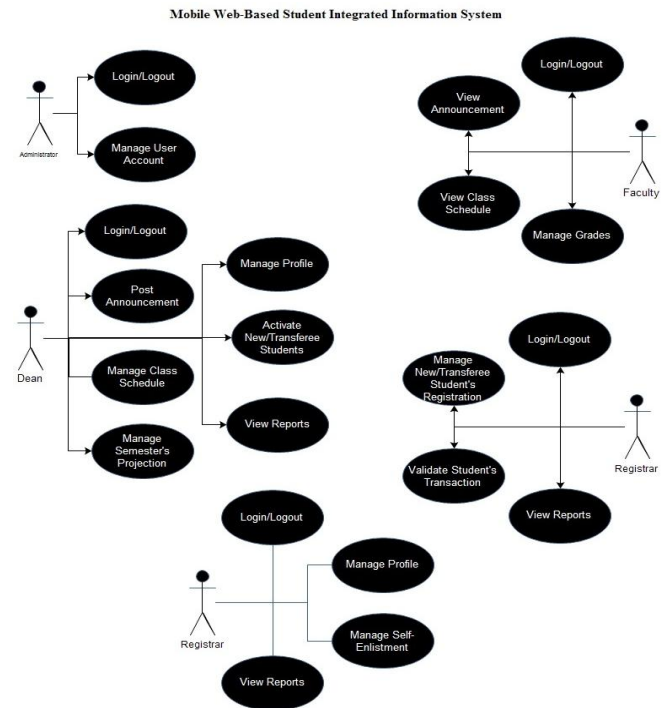 Mobile Web-Based Student Integrated Information System
Login/Logout
Administrator
Manage User
Account
Login/Logout
View
Announcement
Faculty
View Class
Schedule
Manage Grades
Login/Logout
Manage Profile
Post
Announcement
Activate
New/Transferee
Students
Dean
Manage Class
Schedule
View Reports
Manage
Semester's
Projection
Login/Logout
Manage
New/Transferee
Student's
Registration
Registrar
Validate Student's
Transaction
View Reports
Login/Logout
Manage Profile
Registrar
Manage Self-
Enlistment
View Reports